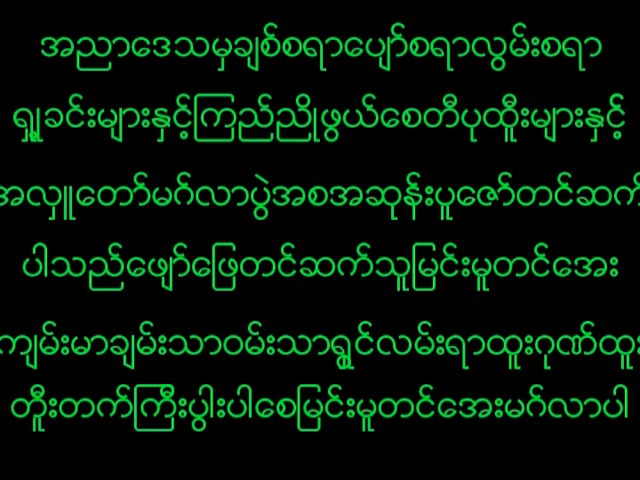 အညာဒေသမှချစ်စရာပျော်စရာလွမ်းစရာ
ရှုခင်းများနှင့်ကြည်ညိုဖွယ်စေတီပုထိုးများနှင့်
အလှူတော်မင်္ဂလာပွဲအစအဆုန်းပူဇော်တင်ဆက်
ပါသည်ဖျော်ဖြေတင်ဆက်သူမြင်းမူတင်အေး
ကျမ်းမာချမ်းသာဝမ်းသာရွှင်လမ်းရာထူးဂုဏ်ထူး
တိုးတက်ကြီးပွါးပါစေမြင်းမူတင်အေးမင်္ဂလာပါ